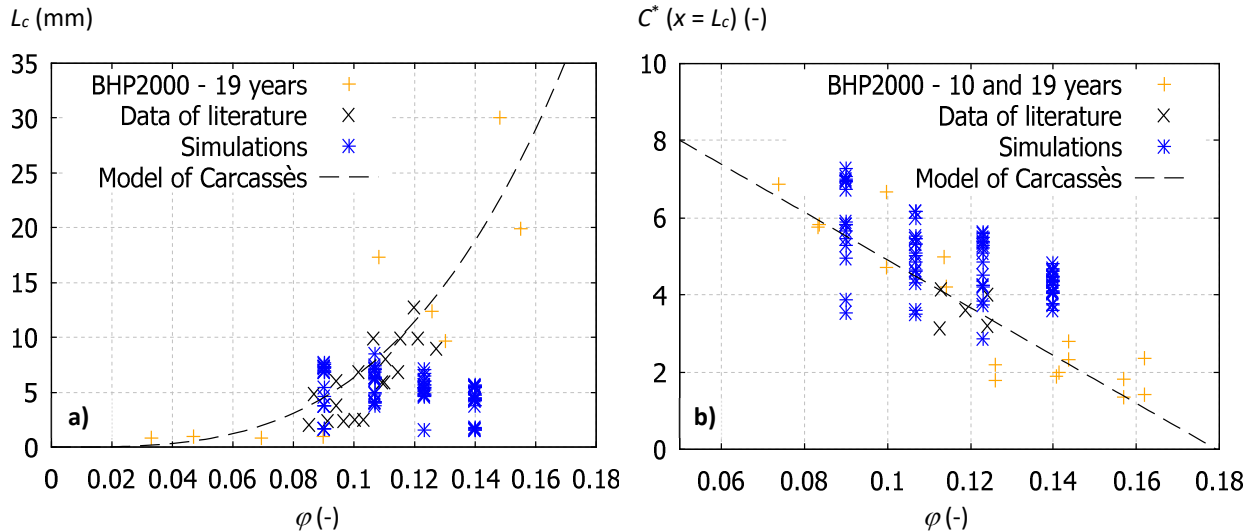 L_c (mm)
35
30
25
20
15
10
5
0
BHP2000 - 19 years
Data of literature
Simulations
Model of Carcassès
a)
0 0.02 0.04 0.06 0.08 0.1 0.12 0.14 0.16 0.18
φ (-)
C* (x = L_c) (-)
10
8
6
4
2
0
BHP2000 - 10 and 19 years
Data of literature
Simulations
Model of Carcassès
b)
0.06 0.08 0.1 0.12 0.14 0.16 0.18
φ (-)